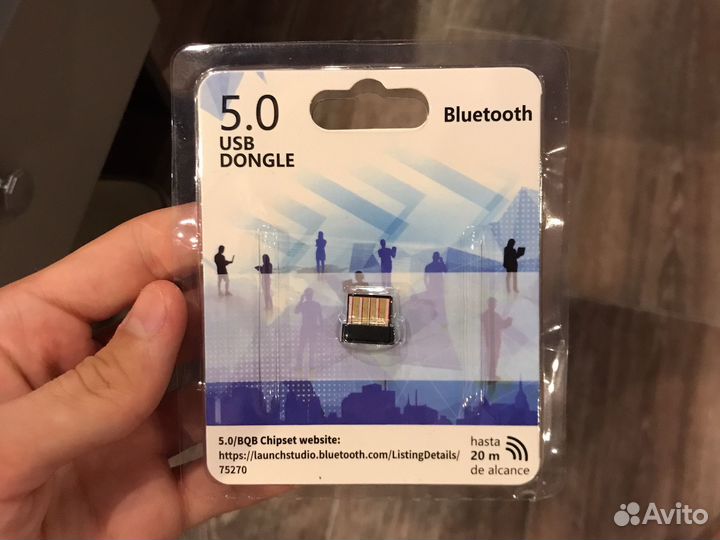 5.0
USB
DONGLE
Bluetooth
5.0/BQB Chipset website:
https://launchstudio.bluetooth.com/ListingDetails/
75270
hasta
20 m
de alcance
Avito